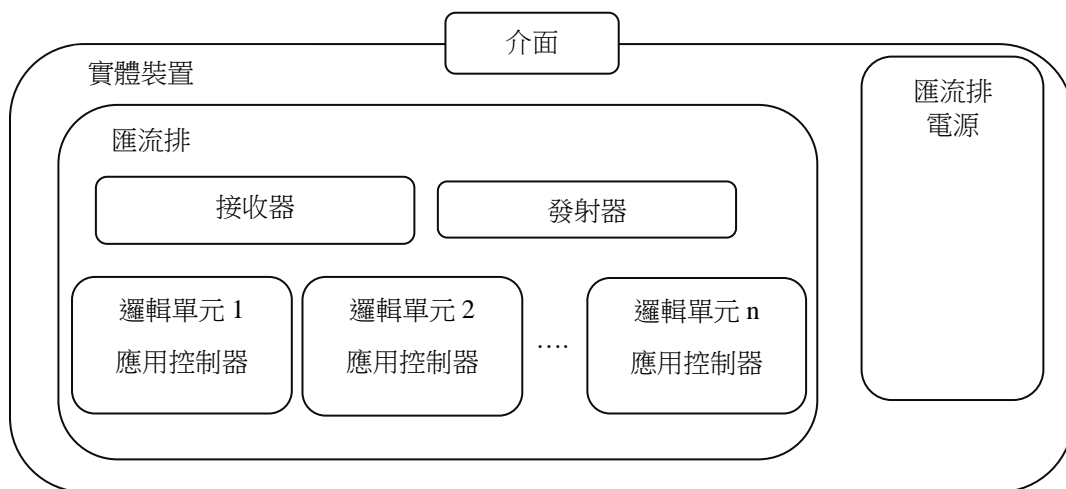 介面
實體裝置
匯流排
電源
匯流排
接收器
發射器
邏輯單元 1
應用控制器
邏輯單元 2
應用控制器
....
邏輯單元 n
應用控制器